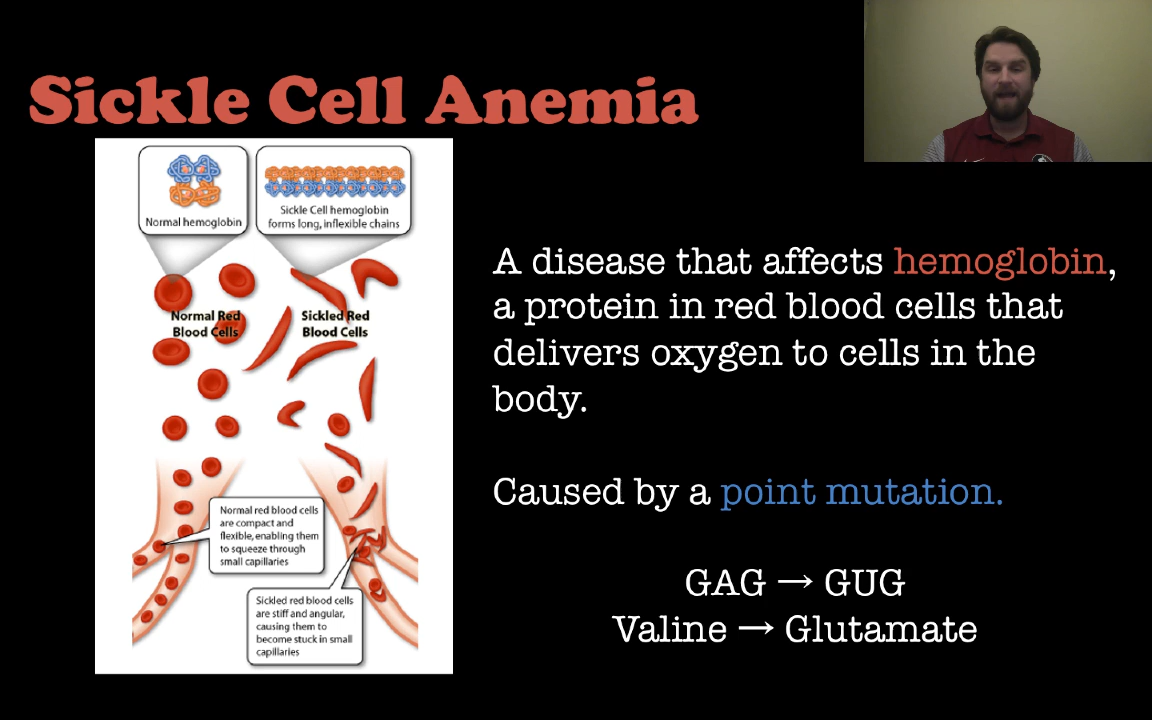 Sickle Cell Anemia
Normal hemoglobin
Sickle Cell hemoglobin
forms long, inflexible chains
Normal Red
Blood Cells
Sickled Red
Blood Cells
Normal red blood cells
are compact and
flexible, enabling them
to squeeze through
small capillaries
Sickled red blood cells
are stiff and angular,
causing them to
become stuck in small
capillaries
A disease that affects hemoglobin,
a protein in red blood cells that
delivers oxygen to cells in the
body.
Caused by a point mutation.
GAG → GUG
Valine → Glutamate